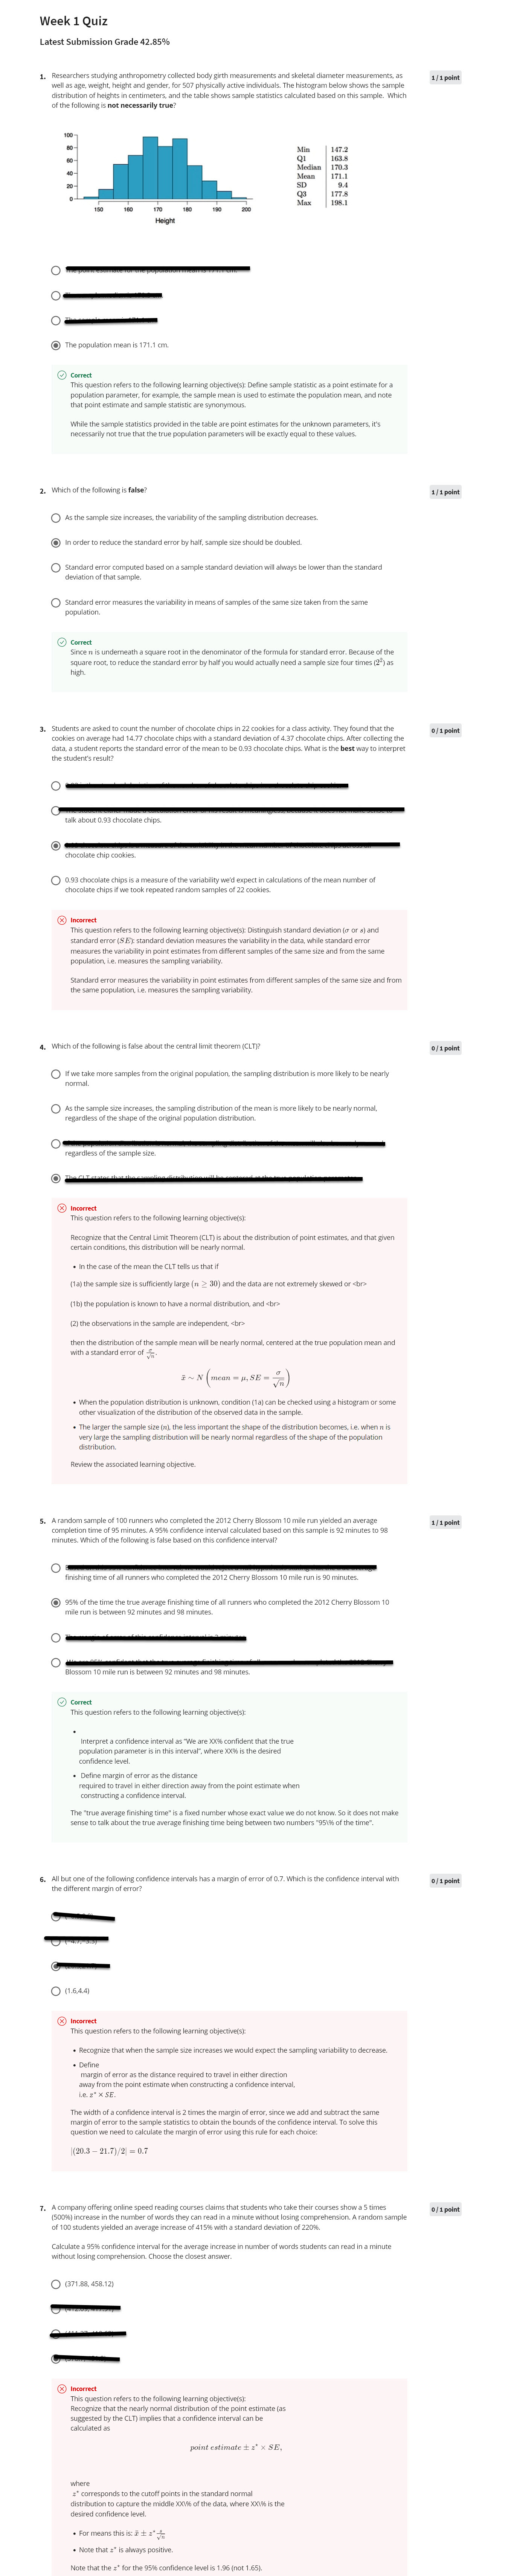 Week 1 Quiz
Latest Submission Grade 42.85%
1. Researchers studying anthropometry collected body girth measurements and skeletal diameter measurements, as
well as age, weight, height and gender, for 507 physically active individuals. The histogram below shows the sample
distribution of heights in centimeters, and the table shows sample statistics calculated based on this sample. Which
of the following is not necessarily true?
1 / 1 point
100
80
60
40
20
0
150 160 170 180 190 200
Height
Min 147.2
Q1 163.8
Median 170.3
Mean 171.1
SD 9.4
Q3 177.8
Max 198.1
The population mean is 171.1 cm.
Correct
This question refers to the following learning objective(s): Define sample statistic as a point estimate for a
population parameter, for example, the sample mean is used to estimate the population mean, and note
that point estimate and sample statistic are synonymous.
While the sample statistics provided in the table are point estimates for the unknown parameters, it's
necessarily not true that the true population parameters will be exactly equal to these values.
2. Which of the following is false?
1 / 1 point
As the sample size increases, the variability of the sampling distribution decreases.
In order to reduce the standard error by half, sample size should be doubled.
Standard error computed based on a sample standard deviation will always be lower than the standard
deviation of that sample.
Standard error measures the variability in means of samples of the same size taken from the same
population.
Correct
Since n is underneath a square root in the denominator of the formula for standard error. Because of the
square root, to reduce the standard error by half you would actually need a sample size four times (2²) as
high.
3. Students are asked to count the number of chocolate chips in 22 cookies for a class activity. They found that the
cookies on average had 14.77 chocolate chips with a standard deviation of 4.37 chocolate chips. After collecting the
data, a student reports the standard error of the mean to be 0.93 chocolate chips. What is the best way to interpret
the student's result?
0 / 1 point
talk about 0.93 chocolate chips.
chocolate chip cookies.
0.93 chocolate chips is a measure of the variability we'd expect in calculations of the mean number of
chocolate chips if we took repeated random samples of 22 cookies.
Incorrect
This question refers to the following learning objective(s): Distinguish standard deviation (σ or s) and
standard error (SE): standard deviation measures the variability in the data, while standard error
measures the variability in point estimates from different samples of the same size and from the same
population, i.e. measures the sampling variability.
Standard error measures the variability in point estimates from different samples of the same size and from
the same population, i.e. measures the sampling variability.
4. Which of the following is false about the central limit theorem (CLT)?
0 / 1 point
If we take more samples from the original population, the sampling distribution is more likely to be nearly
normal.
As the sample size increases, the sampling distribution of the mean is more likely to be nearly normal,
regardless of the shape of the original population distribution.
regardless of the sample size.
Incorrect
This question refers to the following learning objective(s):
Recognize that the Central Limit Theorem (CLT) is about the distribution of point estimates, and that given
certain conditions, this distribution will be nearly normal.
• In the case of the mean the CLT tells us that if
(1a) the sample size is sufficiently large (n ≥ 30) and the data are not extremely skewed or <br>
(1b) the population is known to have a normal distribution, and <br>
(2) the observations in the sample are independent, <br>
then the distribution of the sample mean will be nearly normal, centered at the true population mean and
with a standard error of σ/√n.
x̄ ∼ N (mean = μ, SE = σ/√n)
• When the population distribution is unknown, condition (1a) can be checked using a histogram or some
other visualization of the distribution of the observed data in the sample.
• The larger the sample size (n), the less important the shape of the distribution becomes, i.e. when n is
very large the sampling distribution will be nearly normal regardless of the shape of the population
distribution.
Review the associated learning objective.
5. A random sample of 100 runners who completed the 2012 Cherry Blossom 10 mile run yielded an average
completion time of 95 minutes. A 95% confidence interval calculated based on this sample is 92 minutes to 98
minutes. Which of the following is false based on this confidence interval?
1 / 1 point
finishing time of all runners who completed the 2012 Cherry Blossom 10 mile run is 90 minutes.
95% of the time the true average finishing time of all runners who completed the 2012 Cherry Blossom 10
mile run is between 92 minutes and 98 minutes.
Blossom 10 mile run is between 92 minutes and 98 minutes.
Correct
This question refers to the following learning objective(s):
•
Interpret a confidence interval as "We are XX% confident that the true
population parameter is in this interval", where XX% is the desired
confidence level.
• Define margin of error as the distance
required to travel in either direction away from the point estimate when
constructing a confidence interval.
The "true average finishing time" is a fixed number whose exact value we do not know. So it does not make
sense to talk about the true average finishing time being between two numbers "95\% of the time".
6. All but one of the following confidence intervals has a margin of error of 0.7. Which is the confidence interval with
the different margin of error?
0 / 1 point
(1.6,4.4)
Incorrect
This question refers to the following learning objective(s):
• Recognize that when the sample size increases we would expect the sampling variability to decrease.
• Define
margin of error as the distance required to travel in either direction
away from the point estimate when constructing a confidence interval,
i.e. z* × SE.
The width of a confidence interval is 2 times the margin of error, since we add and subtract the same
margin of error to the sample statistics to obtain the bounds of the confidence interval. To solve this
question we need to calculate the margin of error using this rule for each choice:
|(20.3 − 21.7)/2| = 0.7
7. A company offering online speed reading courses claims that students who take their courses show a 5 times
(500%) increase in the number of words they can read in a minute without losing comprehension. A random sample
of 100 students yielded an average increase of 415% with a standard deviation of 220%.
0 / 1 point
Calculate a 95% confidence interval for the average increase in number of words students can read in a minute
without losing comprehension. Choose the closest answer.
(371.88, 458.12)
Incorrect
This question refers to the following learning objective(s):
Recognize that the nearly normal distribution of the point estimate (as
suggested by the CLT) implies that a confidence interval can be
calculated as
point estimate ± z* × SE,
where
z* corresponds to the cutoff points in the standard normal
distribution to capture the middle XX\% of the data, where XX\% is the
desired confidence level.
• For means this is: x̄ ± z* s/√n
• Note that z* is always positive.
Note that the z* for the 95% confidence level is 1.96 (not 1.65).